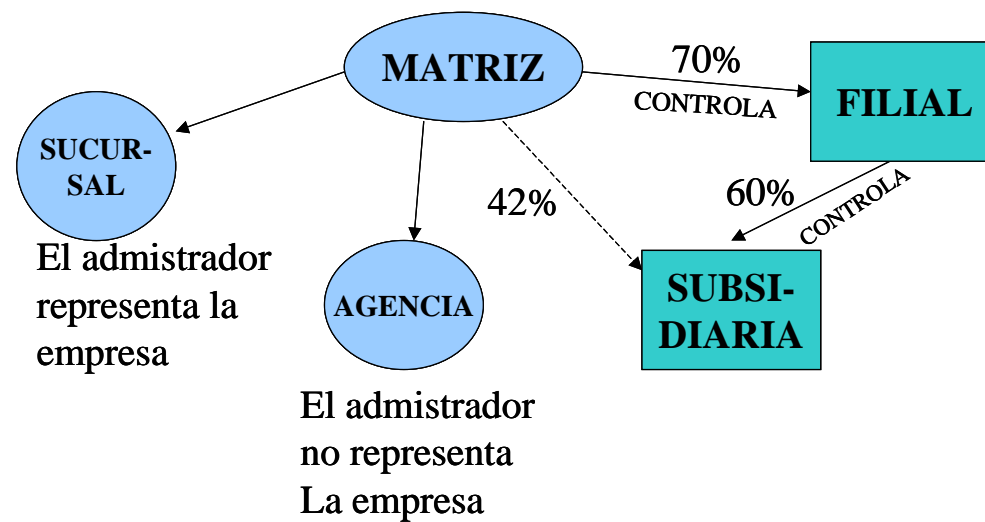 MATRIZ
70%
CONTROLA
FILIAL
SUCUR-
SAL
42%
60%
CONTROLA
El admistrador
representa la
empresa
AGENCIA
SUBSI-
DIARIA
El admistrador
no representa
La empresa